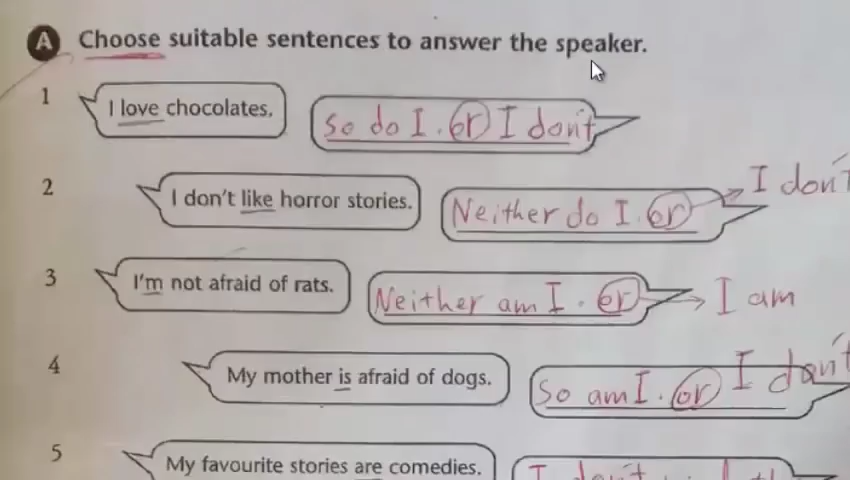 A Choose suitable sentences to answer the speaker.
1 I love chocolates. So do I. or I don't
2 I don't like horror stories. Neither do I. or I don't
3 I'm not afraid of rats. Neither am I. or I am
4 My mother is afraid of dogs. So am I. or I don't
5 My favourite stories are comedies. I don't